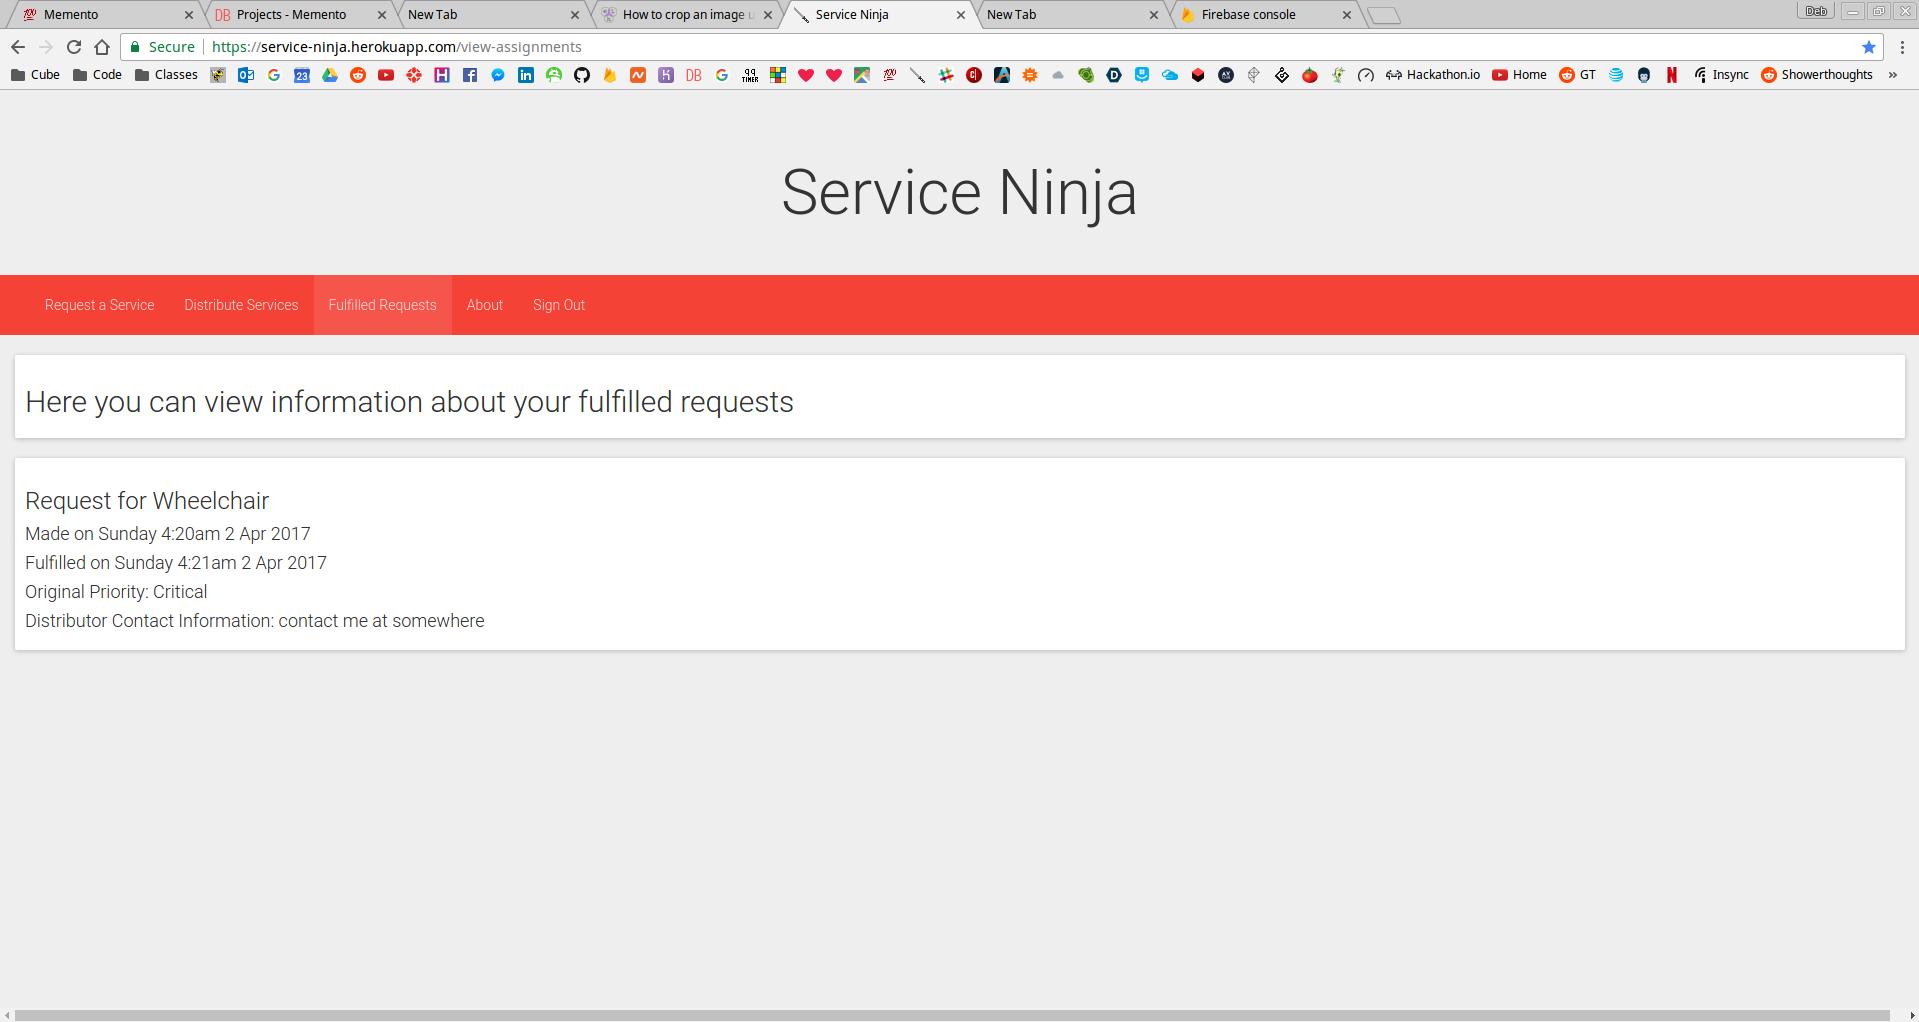 Memento
Projects - Memento
New Tab
How to crop an image
Service Ninja
New Tab
Firebase console
Deb
Secure
https://service-ninja.herokuapp.com/view-assignments
Cube
Code
Classes
23
DB
TIMER
Hackathon.io
Home
GT
Insync
Showerthoughts
Service Ninja
Request a Service
Distribute Services
Fulfilled Requests
About
Sign Out
Here you can view information about your fulfilled requests
Request for Wheelchair
Made on Sunday 4:20am 2 Apr 2017
Fulfilled on Sunday 4:21am 2 Apr 2017
Original Priority: Critical
Distributor Contact Information: contact me at somewhere